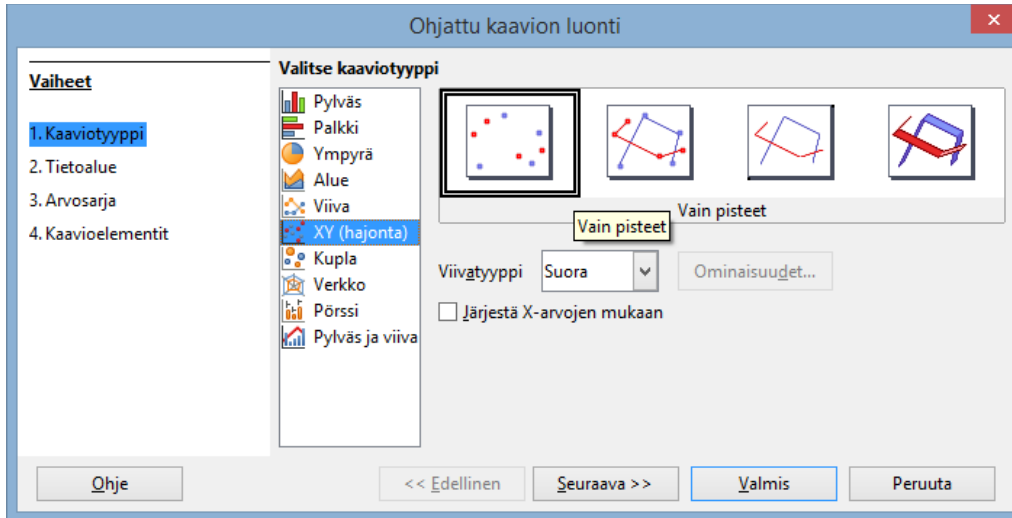 Ohjattu kaavion luonti
Vaiheet
1. Kaaviotyyppi
2. Tietoalue
3. Arvosarja
4. Kaavioelementit
Valitse kaaviotyyppi
Pylväs
Palkki
Ympyrä
Alue
Viiva
XY (hajonta)
Kupla
Verkko
Pörssi
Pylväs ja viiva
Vain pisteet
Vain pisteet
Viivatyyppi Suora Ominaisuudet...
Järjestä X-arvojen mukaan
Ohje << Edellinen Seuraava >> Valmis Peruuta